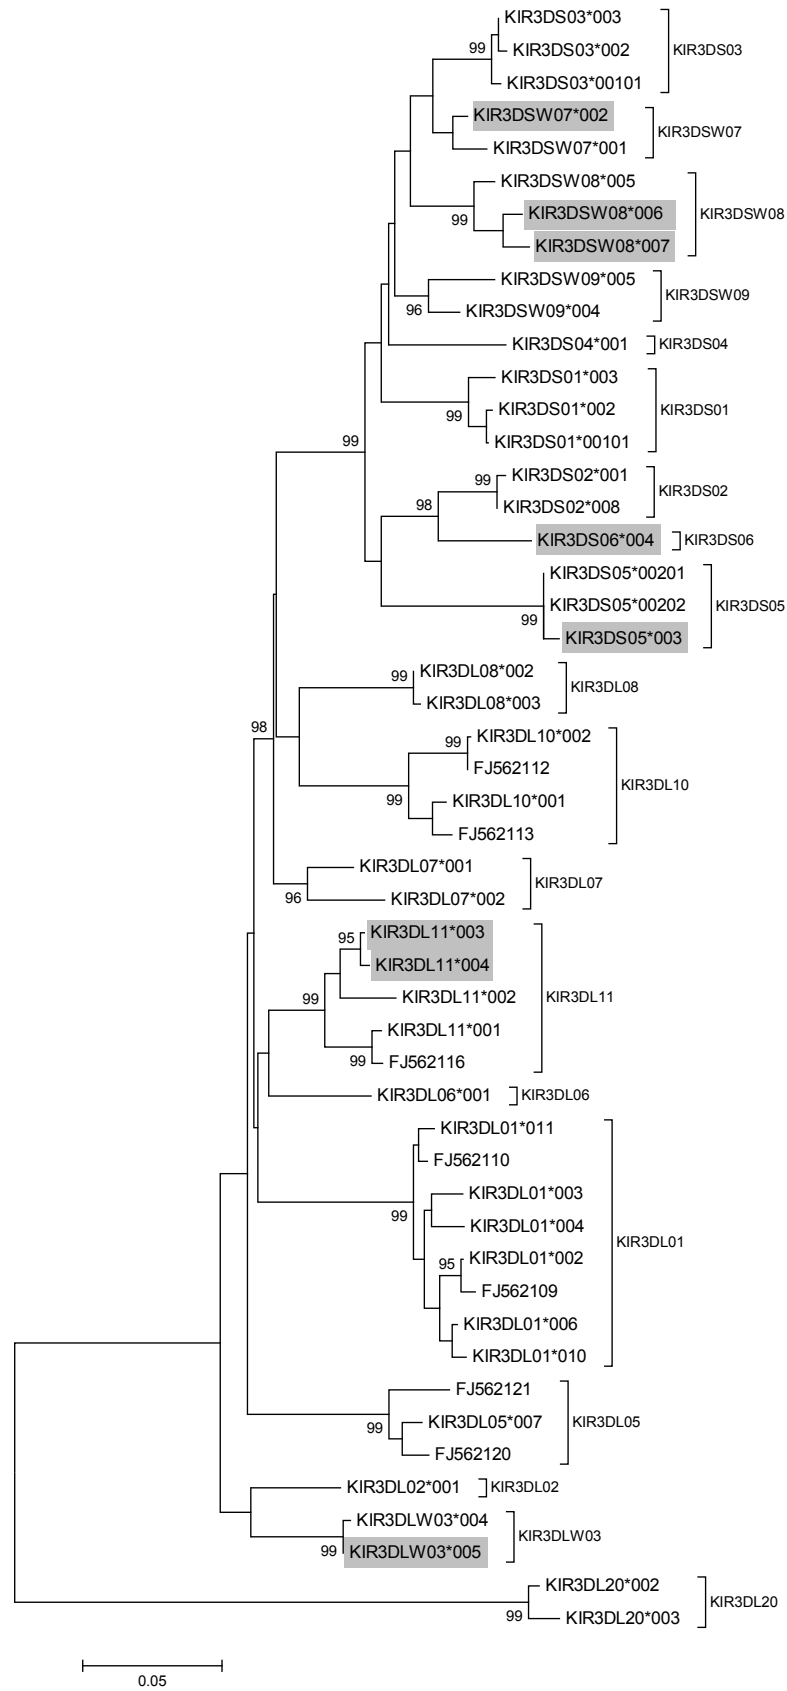 KIR3DS03*003
99
KIR3DS03*002
KIR3DS03
KIR3DS03*00101
KIR3DSW07*002
KIR3DSW07
KIR3DSW07*001
KIR3DSW08*005
99
KIR3DSW08*006
KIR3DSW08
KIR3DSW08*007
KIR3DSW09*005
KIR3DSW09
96
KIR3DSW09*004
KIR3DS04*001
KIR3DS04
KIR3DS01*003
99
KIR3DS01*002
KIR3DS01
KIR3DS01*00101
99
99
KIR3DS02*001
KIR3DS02
98
KIR3DS02*008
KIR3DS06*004
KIR3DS06
KIR3DS05*00201
KIR3DS05*00202
KIR3DS05
99
KIR3DS05*003
99
KIR3DL08*002
KIR3DL08
KIR3DL08*003
98
99
KIR3DL10*002
FJ562112
KIR3DL10
99
KIR3DL10*001
FJ562113
KIR3DL07*001
KIR3DL07
96
KIR3DL07*002
95
KIR3DL11*003
KIR3DL11*004
99
KIR3DL11*002
KIR3DL11
KIR3DL11*001
99
FJ562116
KIR3DL06*001
KIR3DL06
KIR3DL01*011
FJ562110
KIR3DL01*003
99
KIR3DL01*004
KIR3DL01
95
KIR3DL01*002
FJ562109
KIR3DL01*006
KIR3DL01*010
FJ562121
99
KIR3DL05*007
KIR3DL05
FJ562120
KIR3DL02*001
KIR3DL02
KIR3DLW03*004
KIR3DLW03
99
KIR3DLW03*005
KIR3DL20*002
KIR3DL20
99
KIR3DL20*003
0.05